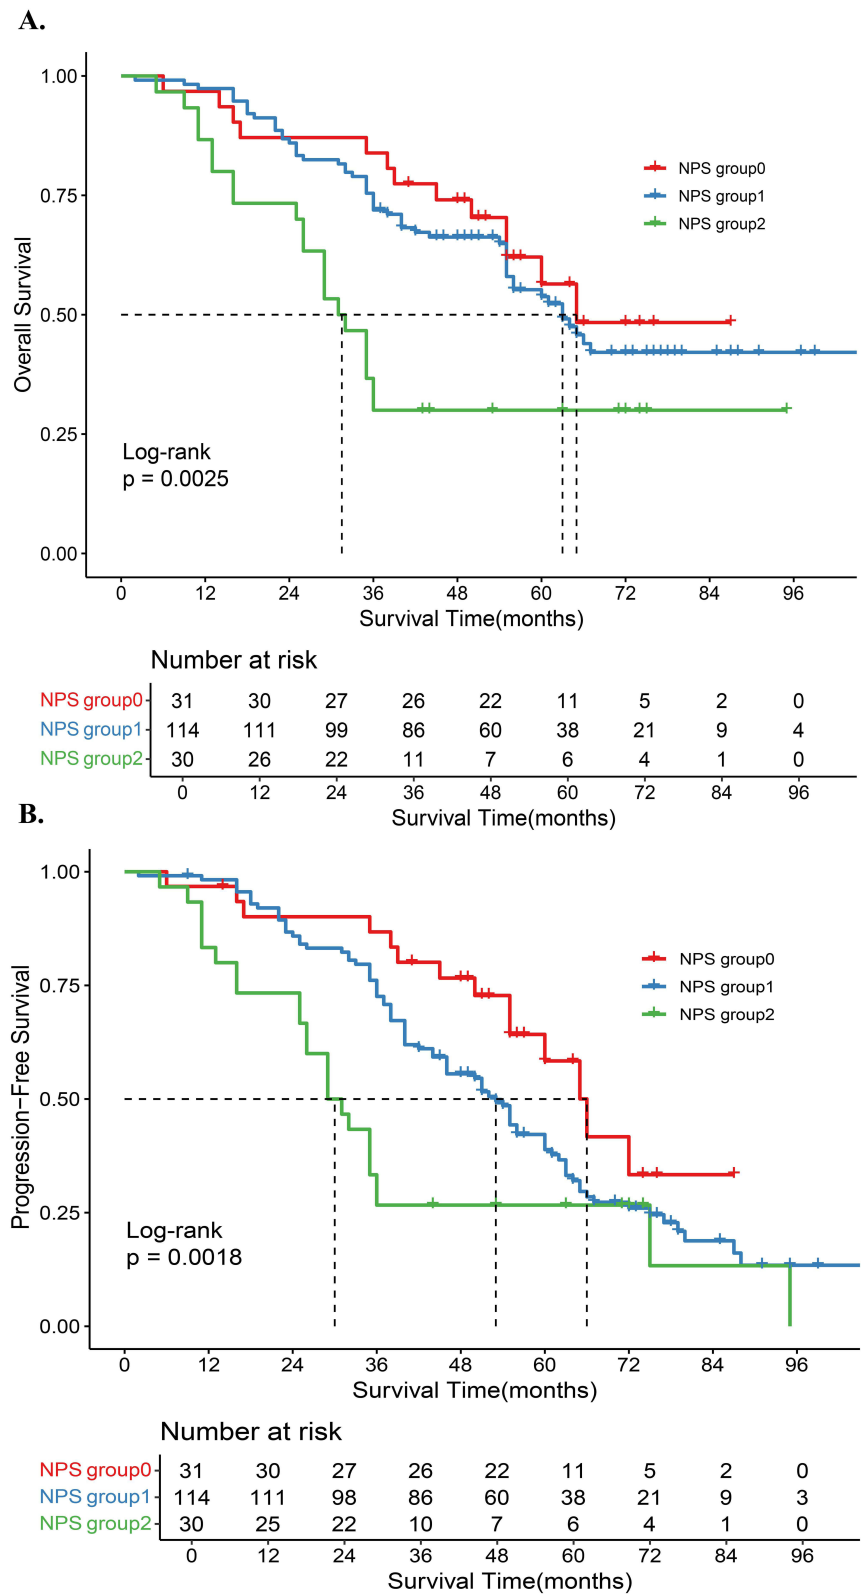 A.
1.00
0.75
0.50
0.25
0.00
Overall Survival
NPS group0
NPS group1
NPS group2
Log-rank
p = 0.0025
0 12 24 36 48 60 72 84 96
Survival Time(months)
Number at risk
NPS group0 31 30 27 26 22 11 5 2 0
NPS group1 114 111 99 86 60 38 21 9 4
NPS group2 30 26 22 11 7 6 4 1 0
0 12 24 36 48 60 72 84 96
Survival Time(months)
B.
1.00
0.75
0.50
0.25
0.00
Progression-Free Survival
NPS group0
NPS group1
NPS group2
Log-rank
p = 0.0018
0 12 24 36 48 60 72 84 96
Survival Time(months)
Number at risk
NPS group0 31 30 27 26 22 11 5 2 0
NPS group1 114 111 98 86 60 38 21 9 3
NPS group2 30 25 22 10 7 6 4 1 0
0 12 24 36 48 60 72 84 96
Survival Time(months)